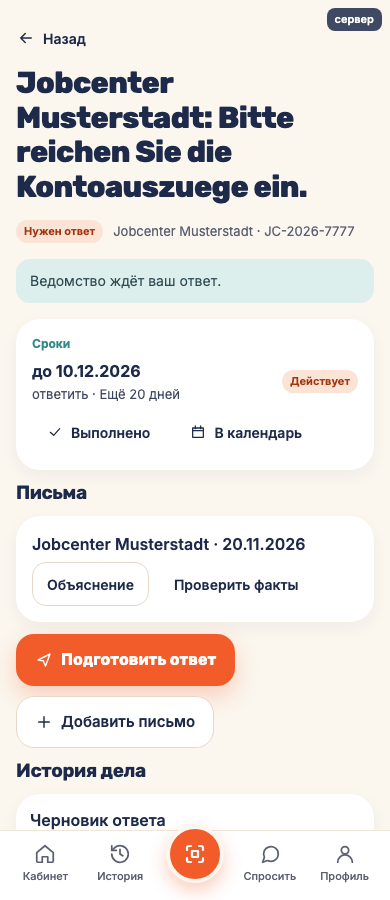 сервер
Назад
Jobcenter
Musterstadt: Bitte
reichen Sie die
Kontoauszuege ein.
Нужен ответ Jobcenter Musterstadt · JC-2026-7777
Ведомство ждёт ваш ответ.
Сроки
до 10.12.2026
ответить · Ещё 20 дней
Действует
Выполнено В календарь
Письма
Jobcenter Musterstadt · 20.11.2026
Объяснение Проверить факты
Подготовить ответ
Добавить письмо
История дела
Черновик ответа
Кабинет История Спросить Профиль